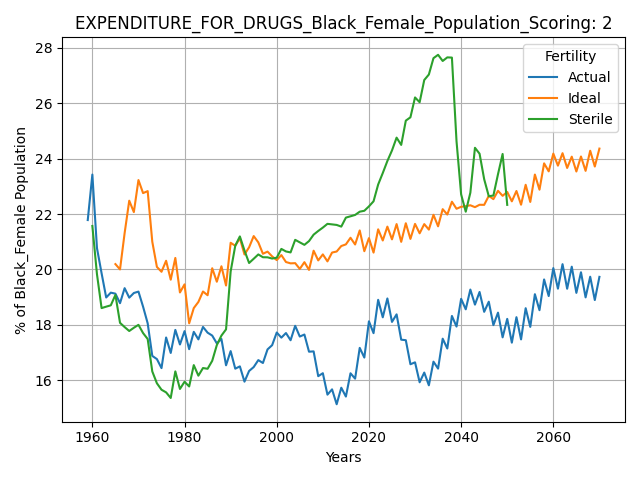 EXPENDITURE_FOR_DRUGS_Black_Female_Population_Scoring: 2
28
26
24
22
20
18
16
% of Black_Female Population
Fertility
Actual
Ideal
Sterile
1960 1980 2000 2020 2040 2060
Years